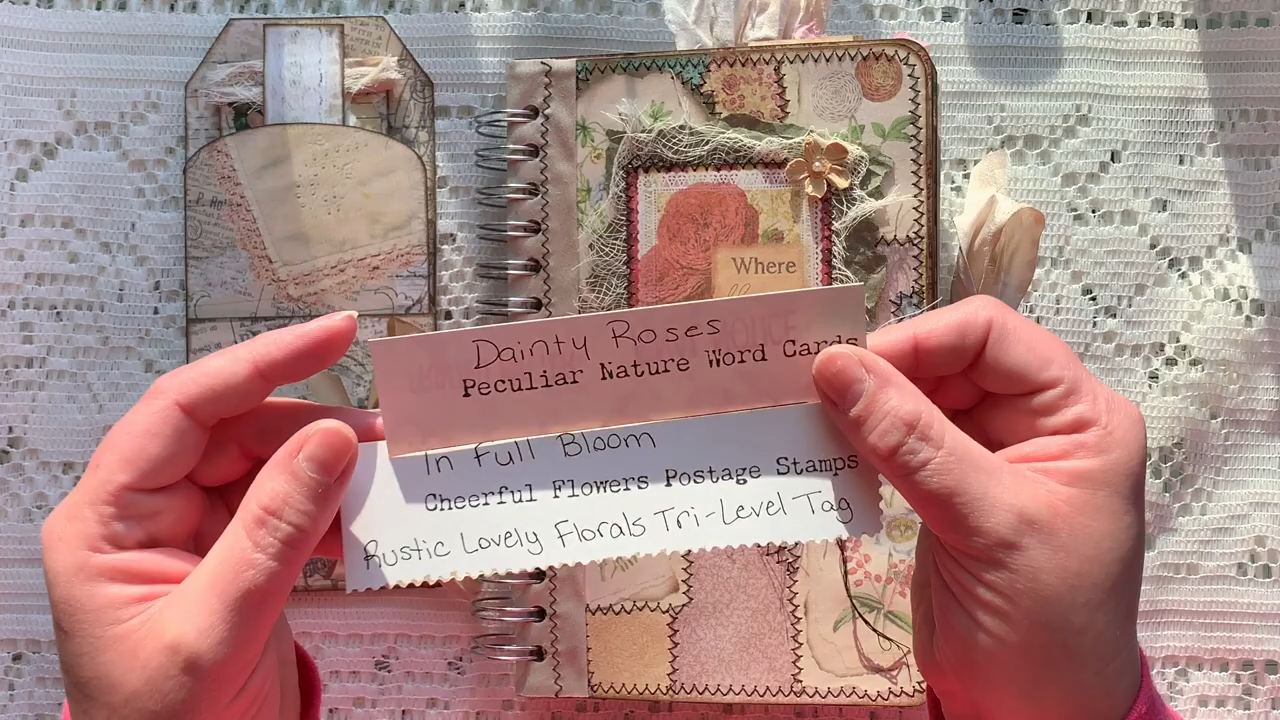 Where
Dainty Roses
Peculiar Nature Word Cards
In Full Bloom
Cheerful Flowers Postage Stamps
Rustic Lovely Florals Tri-Level Tag